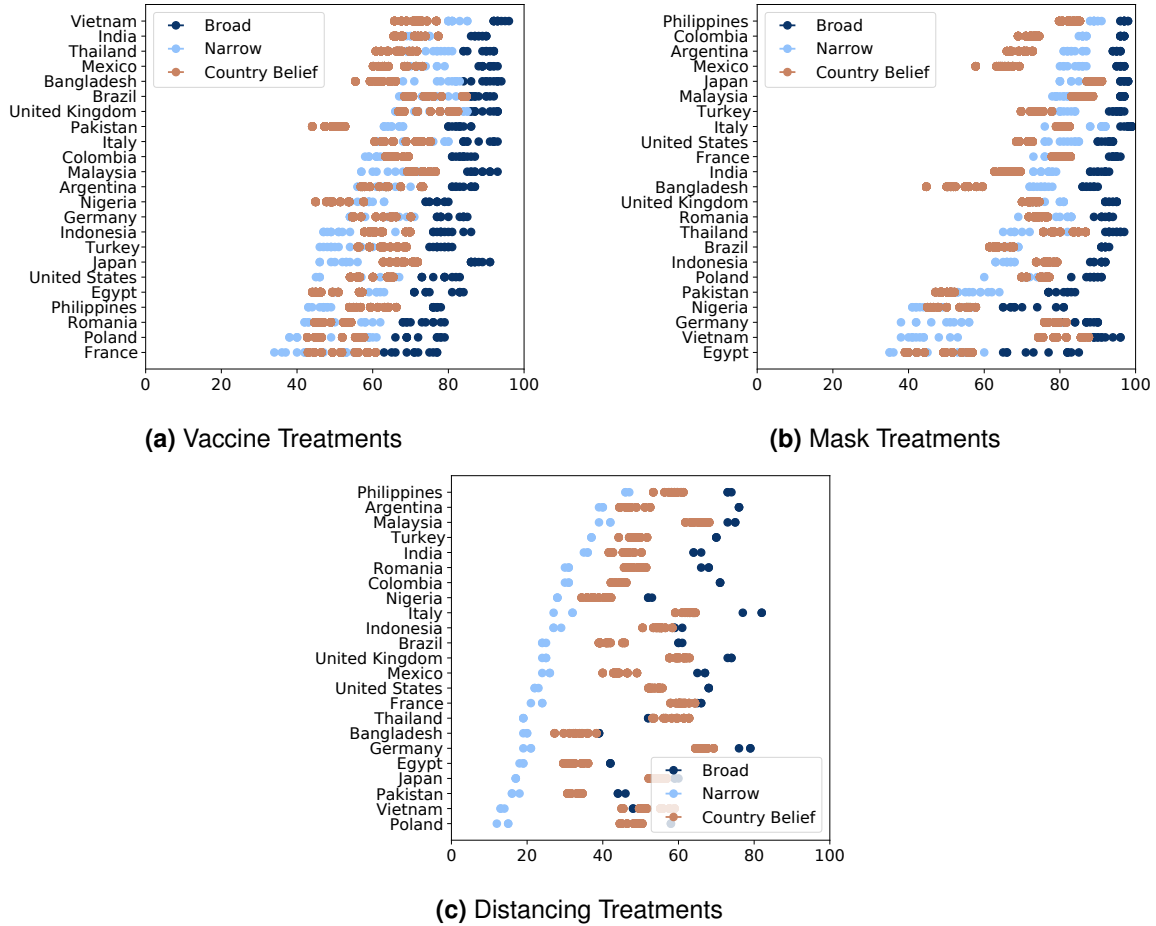 Vietnam
India
Thailand
Mexico
Bangladesh
Brazil
United Kingdom
Pakistan
Italy
Colombia
Malaysia
Argentina
Nigeria
Germany
Indonesia
Turkey
Japan
United States
Egypt
Philippines
Romania
Poland
France
Broad
Narrow
Country Belief
0 20 40 60 80 100
(a) Vaccine Treatments
Philippines
Colombia
Argentina
Mexico
Japan
Malaysia
Turkey
Italy
United States
France
India
Bangladesh
United Kingdom
Romania
Thailand
Brazil
Indonesia
Poland
Pakistan
Nigeria
Germany
Vietnam
Egypt
Broad
Narrow
Country Belief
0 20 40 60 80 100
(b) Mask Treatments
Philippines
Argentina
Malaysia
Turkey
India
Romania
Colombia
Nigeria
Italy
Indonesia
Brazil
United Kingdom
Mexico
United States
France
Thailand
Bangladesh
Germany
Egypt
Japan
Pakistan
Vietnam
Poland
Broad
Narrow
Country Belief
0 20 40 60 80 100
(c) Distancing Treatments